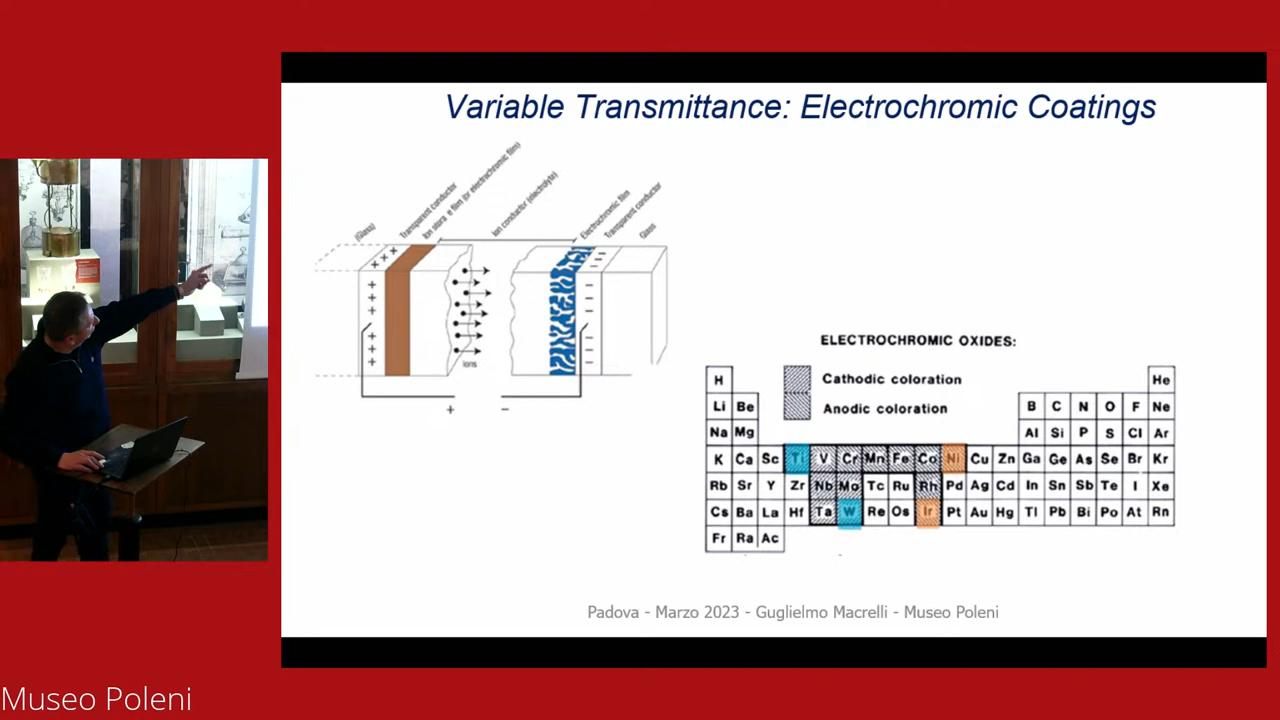 Variable Transmittance: Electrochromic Coatings
(Glass)
Transparent conductor
Ion stora e film (or electrochromic film)
Ion conductor (electrolyte)
Electrochromic film
Transparent conductor
Glass
ions
+ −
ELECTROCHROMIC OXIDES:
Cathodic coloration
Anodic coloration
H He
Li Be B C N O F Ne
Na Mg Al Si P S Cl Ar
K Ca Sc Ti V Cr Mn Fe Co Ni Cu Zn Ga Ge As Se Br Kr
Rb Sr Y Zr Nb Mo Tc Ru Rh Pd Ag Cd In Sn Sb Te I Xe
Cs Ba La Hf Ta W Re Os Ir Pt Au Hg Tl Pb Bi Po At Rn
Fr Ra Ac
Padova - Marzo 2023 - Guglielmo Macrelli - Museo Poleni
Museo Poleni